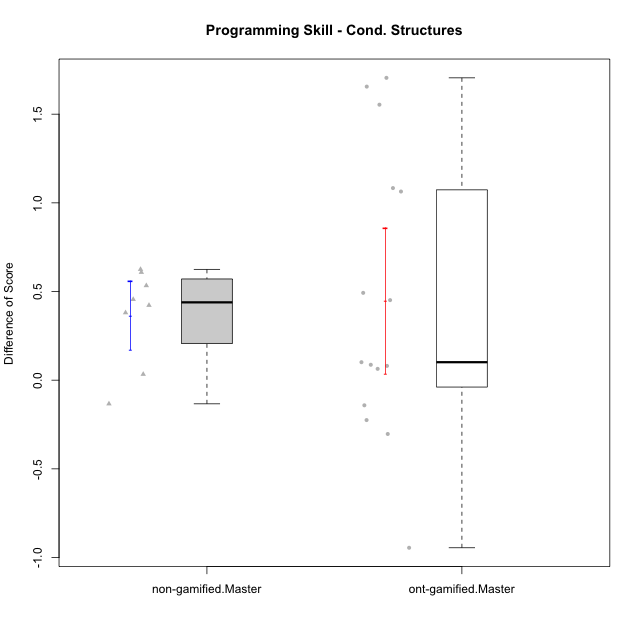 Programming Skill - Cond. Structures
Difference of Score
1.5
1.0
0.5
0.0
-0.5
-1.0
non-gamified.Master
ont-gamified.Master